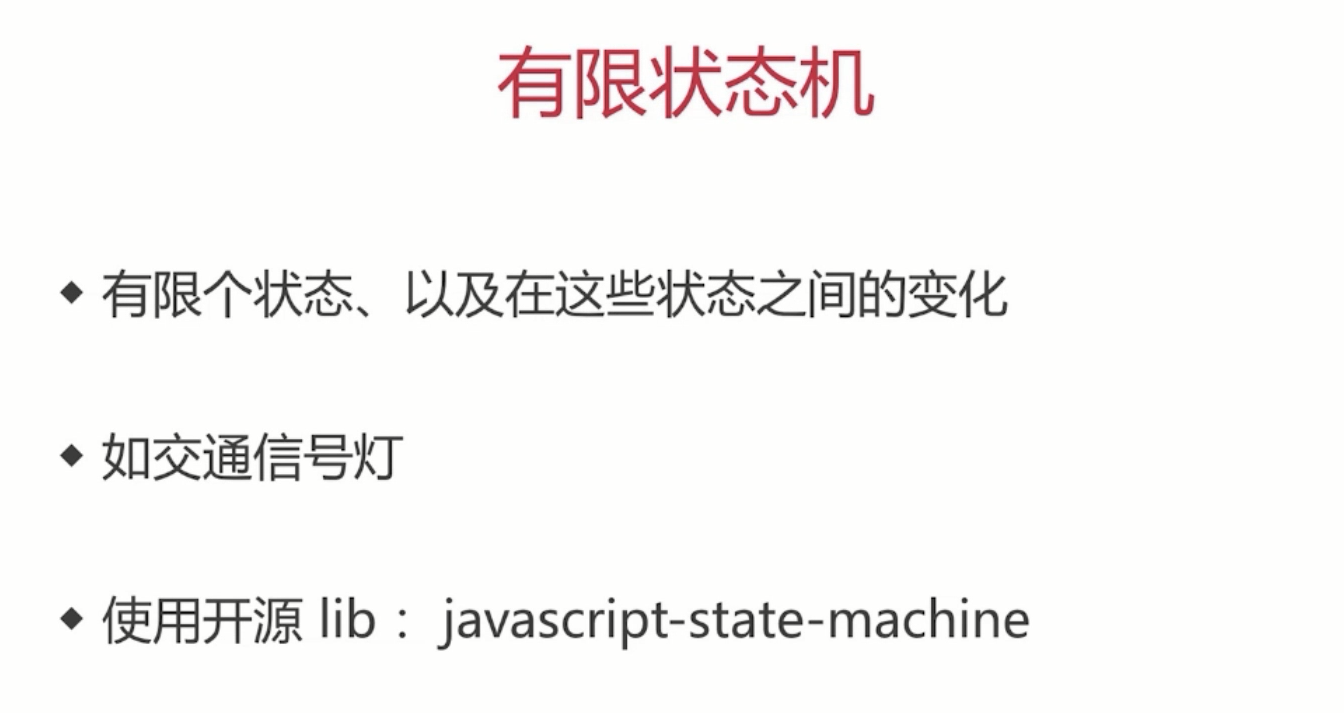 有限状态机
◆ 有限个状态、以及在这些状态之间的变化
◆ 如交通信号灯
◆ 使用开源 lib ： javascript-state-machine